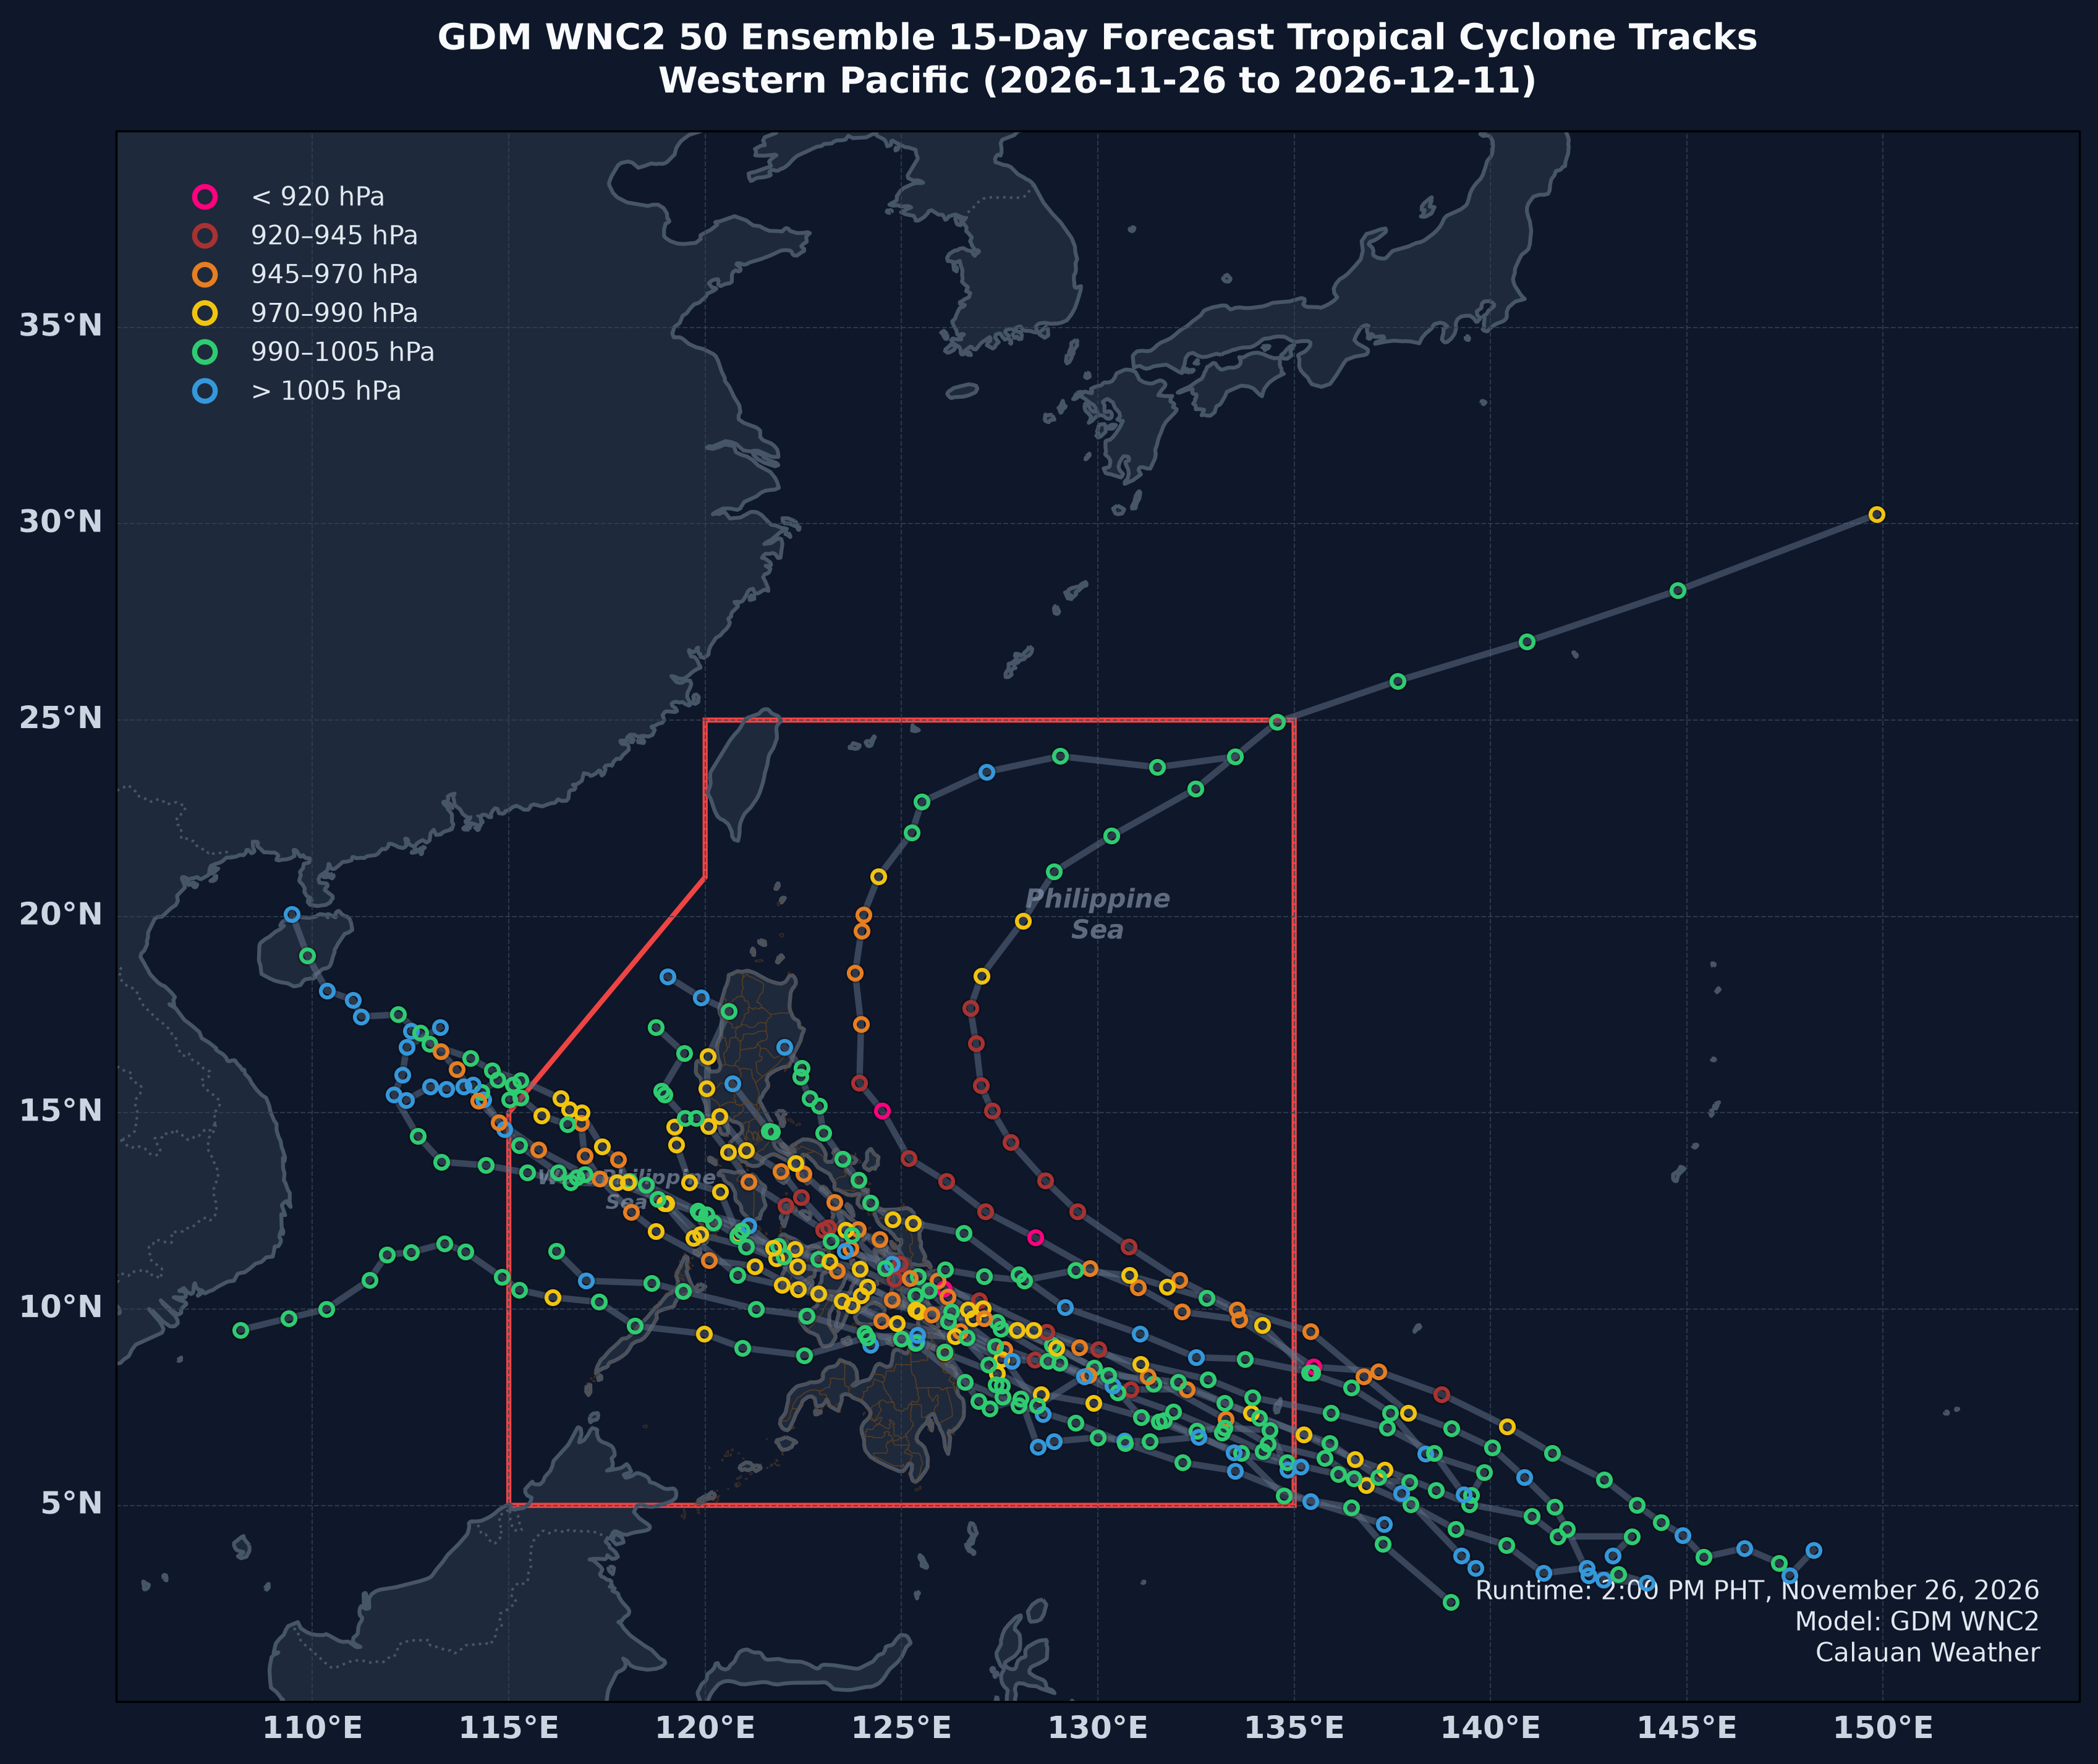 GDM WNC2 50 Ensemble 15-Day Forecast Tropical Cyclone Tracks
Western Pacific (2026-11-26 to 2026-12-11)
< 920 hPa
920–945 hPa
945–970 hPa
970–990 hPa
990–1005 hPa
> 1005 hPa
35°N
30°N
25°N
20°N
15°N
10°N
5°N
Philippine
Sea
West Philippine
Sea
Runtime: 2:00 PM PHT, November 26, 2026
Model: GDM WNC2
Calauan Weather
110°E
115°E
120°E
125°E
130°E
135°E
140°E
145°E
150°E